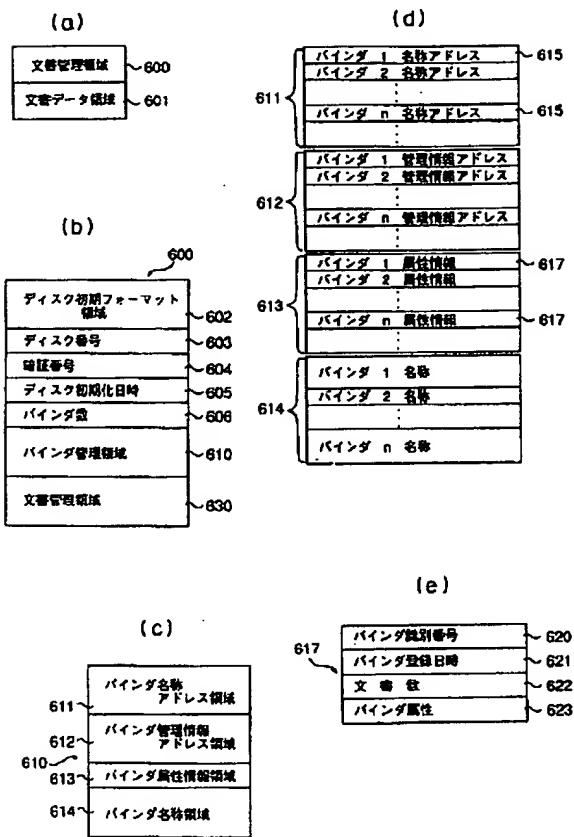 (a)
文書管理領域 600
文書データ領域 601
(b)
600
ディスク初期フォーマット
領域 602
ディスク番号 603
確証番号 604
ディスク初期化日時 605
バインダ数 606
バインダ管理領域 610
文書管理領域 630
(c)
610
611 バインダ名称
アドレス領域
612 バインダ管理情報
アドレス領域
613 バインダ属性情報領域
614 バインダ名称領域
(d)
611
バインダ 1 名称アドレス 615
バインダ 2 名称アドレス
バインダ n 名称アドレス 615
612
バインダ 1 管理情報アドレス
バインダ 2 管理情報アドレス
バインダ n 管理情報アドレス
613
バインダ 1 属性情報 617
バインダ 2 属性情報
バインダ n 属性情報 617
614
バインダ 1 名称
バインダ 2 名称
バインダ n 名称
(e)
617
バインダ識別番号 620
バインダ登録日時 621
文書数 622
バインダ属性 623